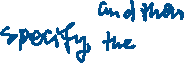 and then
specify, the